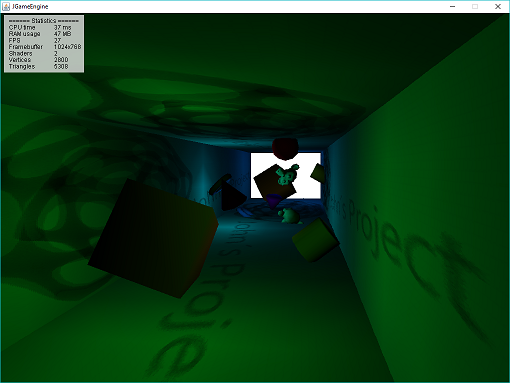 JGameEngine
====== Statistics ======
CPU time 37 ms
RAM usage 47 MB
FPS 27
Framebuffer 1024x768
Shaders 2
Vertices 2800
Triangles 5308
Project
Proje